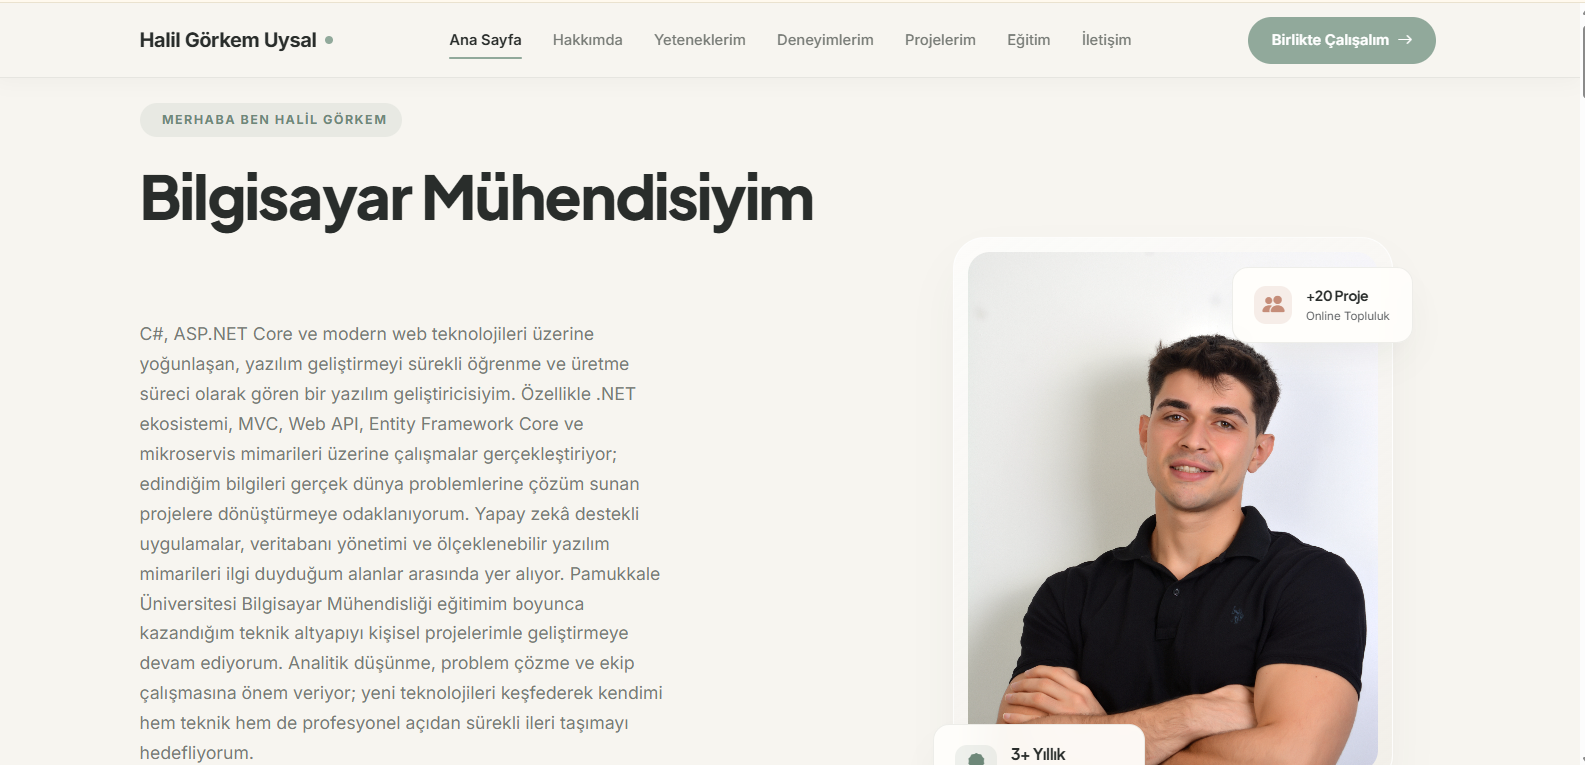 Halil Görkem Uysal
Ana Sayfa
Hakkımda
Yeteneklerim
Deneyimlerim
Projelerim
Eğitim
İletişim
Birlikte Çalışalım →
MERHABA BEN HALİL GÖRKEM
Bilgisayar Mühendisiyim
C#, ASP.NET Core ve modern web teknolojileri üzerine
yoğunlaşan, yazılım geliştirmeyi sürekli öğrenme ve üretme
süreci olarak gören bir yazılım geliştiricisiyim. Özellikle .NET
ekosistemi, MVC, Web API, Entity Framework Core ve
mikroservis mimarileri üzerine çalışmalar gerçekleştiriyor;
edindiğim bilgileri gerçek dünya problemlerine çözüm sunan
projelere dönüştürmeye odaklanıyorum. Yapay zekâ destekli
uygulamalar, veritabanı yönetimi ve ölçeklenebilir yazılım
mimarileri ilgi duyduğum alanlar arasında yer alıyor. Pamukkale
Üniversitesi Bilgisayar Mühendisliği eğitimim boyunca
kazandığım teknik altyapıyı kişisel projelerimle geliştirmeye
devam ediyorum. Analitik düşünme, problem çözme ve ekip
çalışmasına önem veriyor; yeni teknolojileri keşfederek kendimi
hem teknik hem de profesyonel açıdan sürekli ileri taşımayı
hedefliyorum.
+20 Proje
Online Topluluk
3+ Yıllık